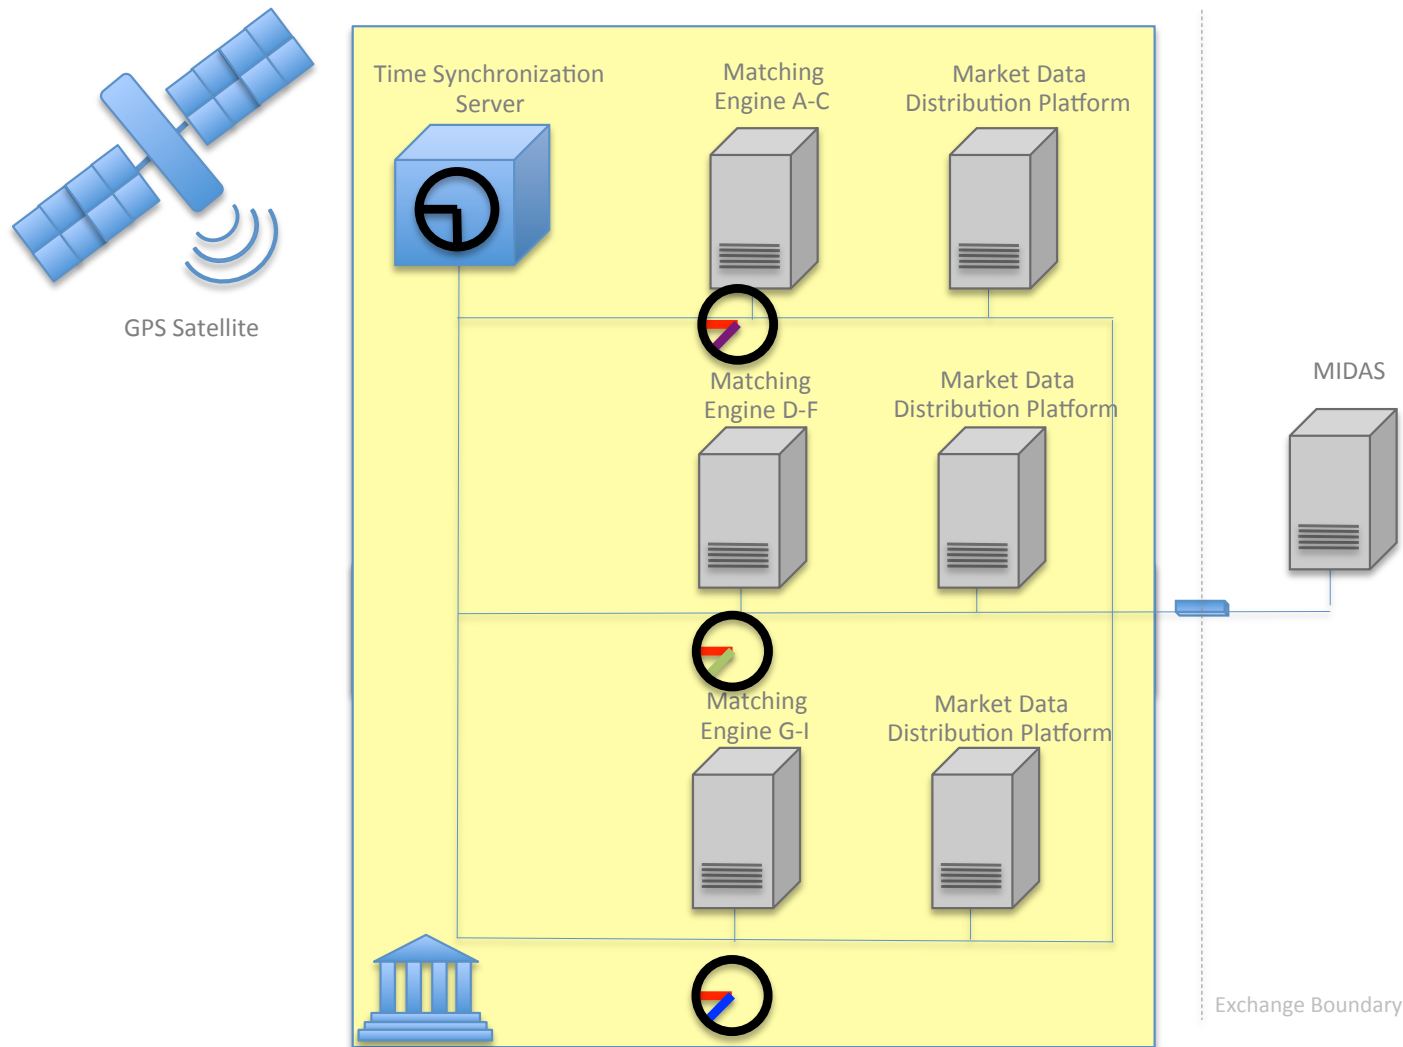 Time Synchronization
Server
Matching
Engine A-C
Market Data
Distribution Platform
GPS Satellite
Matching
Engine D-F
Market Data
Distribution Platform
MIDAS
Matching
Engine G-I
Market Data
Distribution Platform
Exchange Boundary